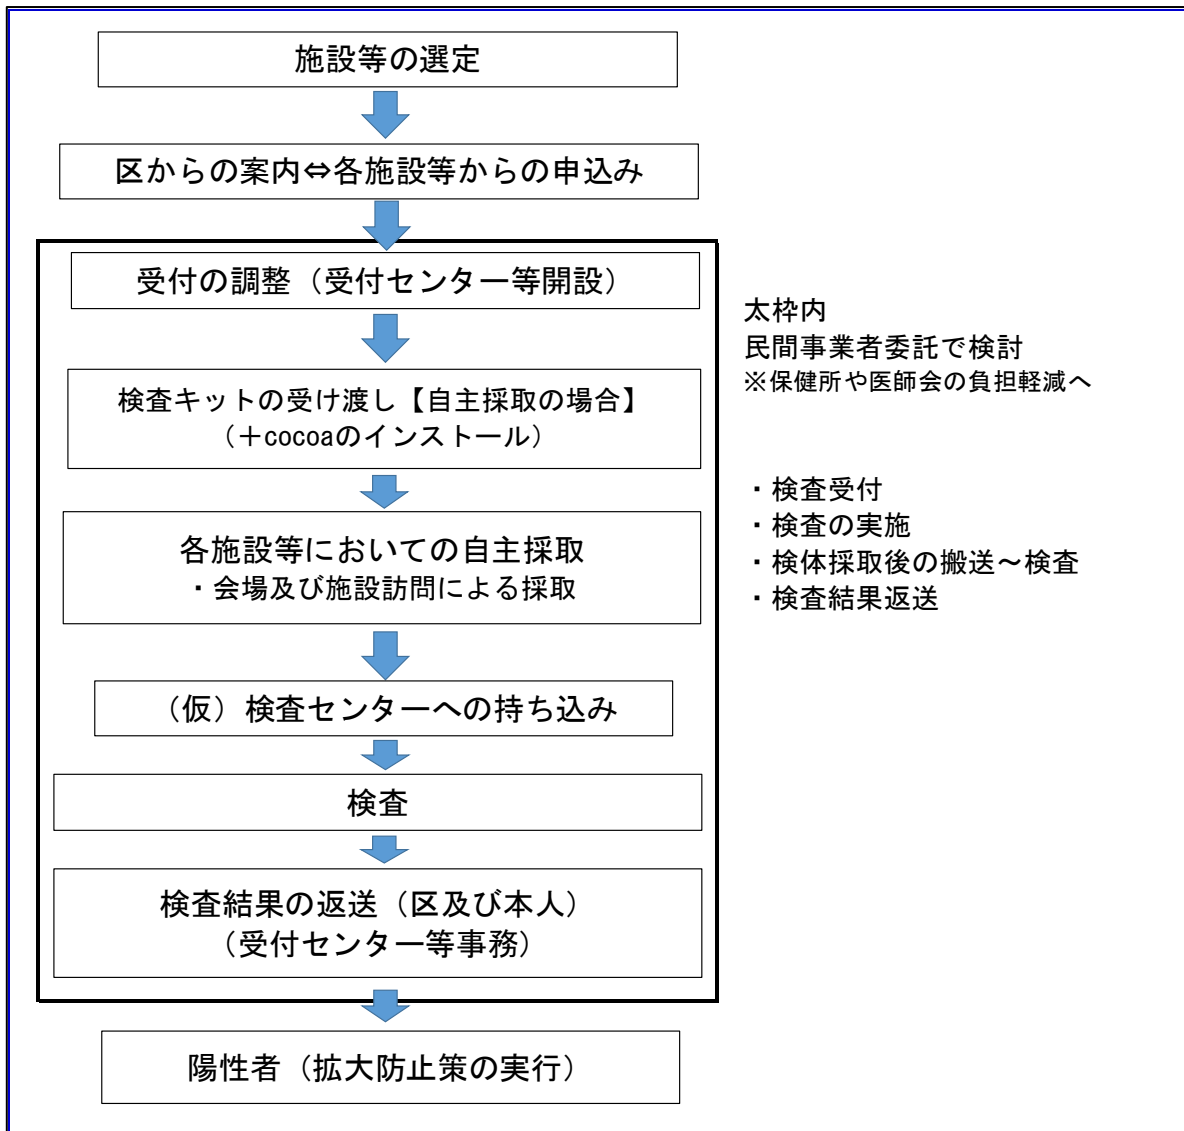 施設等の選定
区からの案内⇔各施設等からの申込み
受付の調整（受付センター等開設）
検査キットの受け渡し【自主採取の場合】
（＋cocoaのインストール）
各施設等においての自主採取
・会場及び施設訪問による採取
（仮）検査センターへの持ち込み
検査
検査結果の返送（区及び本人）
（受付センター等事務）
陽性者（拡大防止策の実行）
太枠内
民間事業者委託で検討
※保健所や医師会の負担軽減へ
・検査受付
・検査の実施
・検体採取後の搬送～検査
・検査結果返送